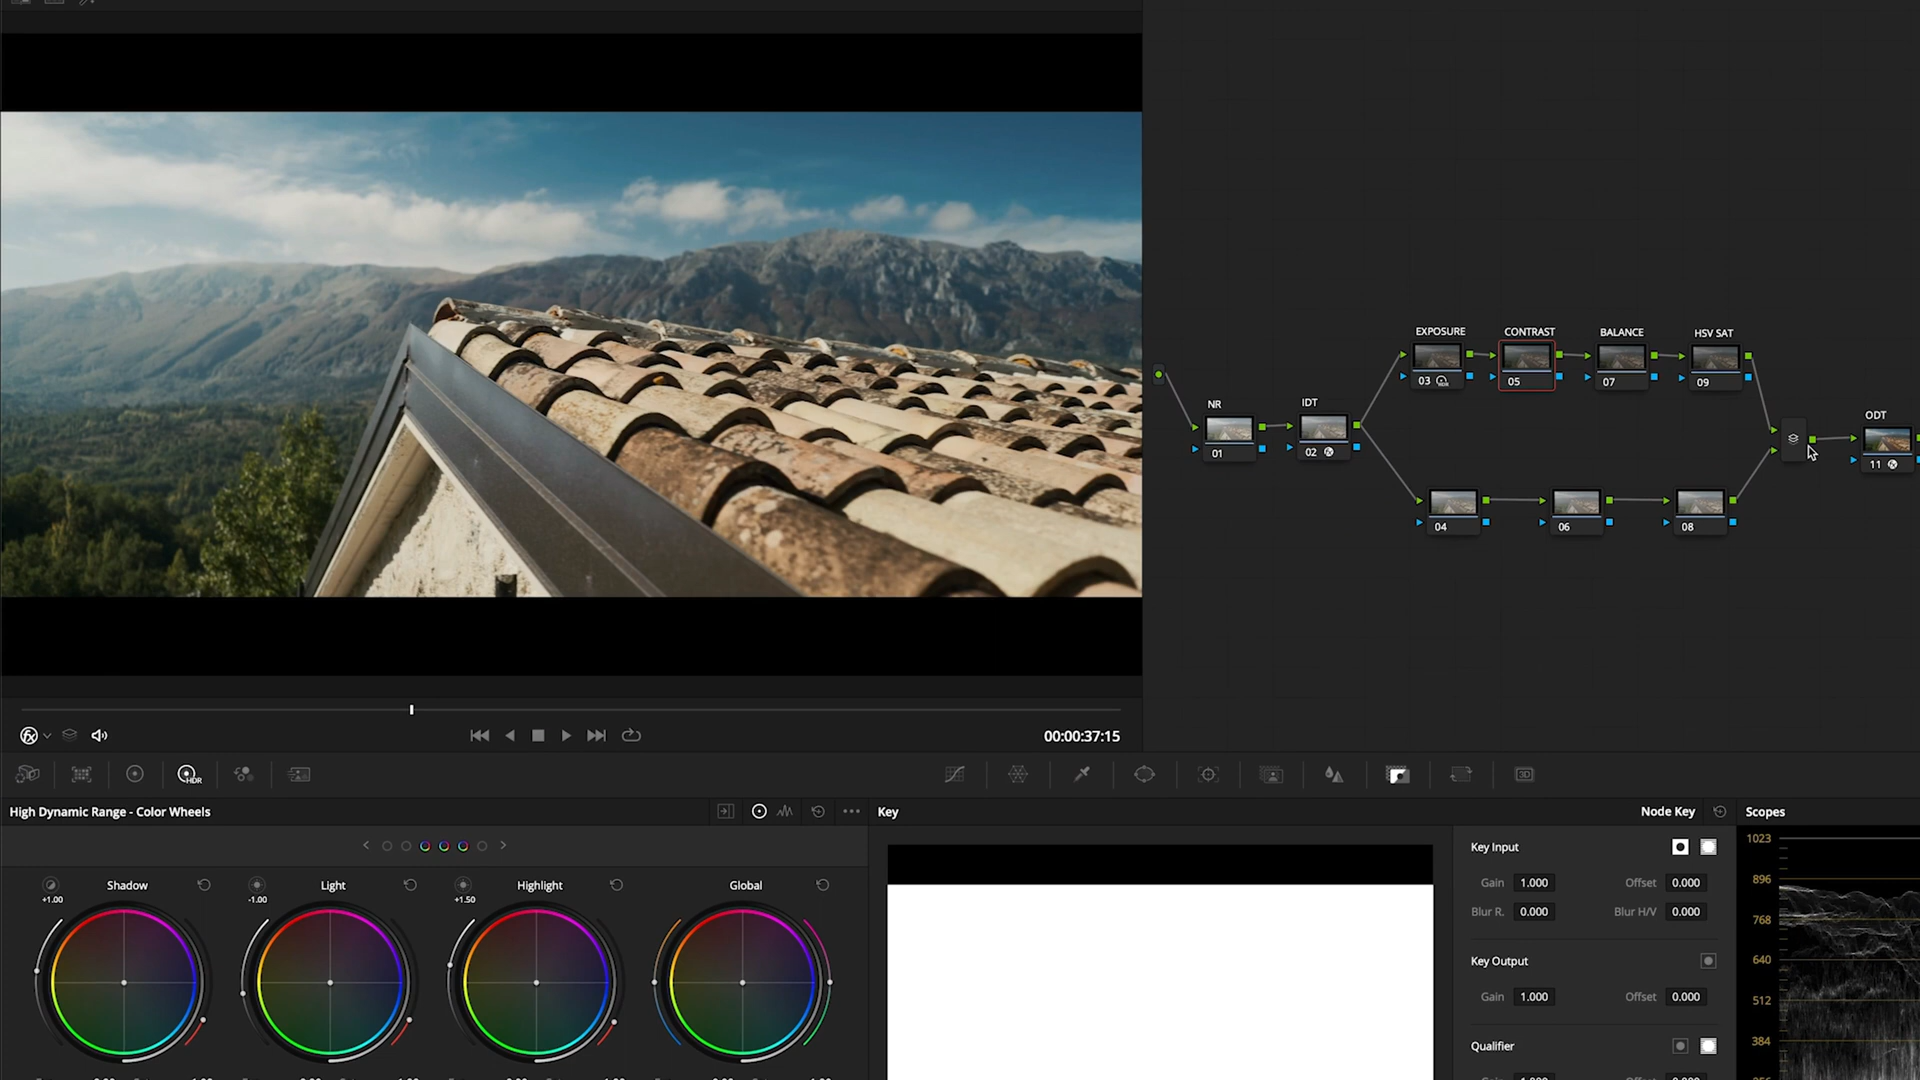 EXPOSURE CONTRAST BALANCE HSV SAT
03 HDR 05 07 09
NR IDT ODT
01 02 11
04 06 08
00:00:37:15
HDR
3D
High Dynamic Range - Color Wheels
Key
Node Key
Scopes
Shadow Light Highlight Global
+1.00 -1.00 +1.50
Key Input
Gain 1.000 Offset 0.000
Blur R. 0.000 Blur H/V 0.000
Key Output
Gain 1.000 Offset 0.000
Qualifier
1023
896
768
640
512
384